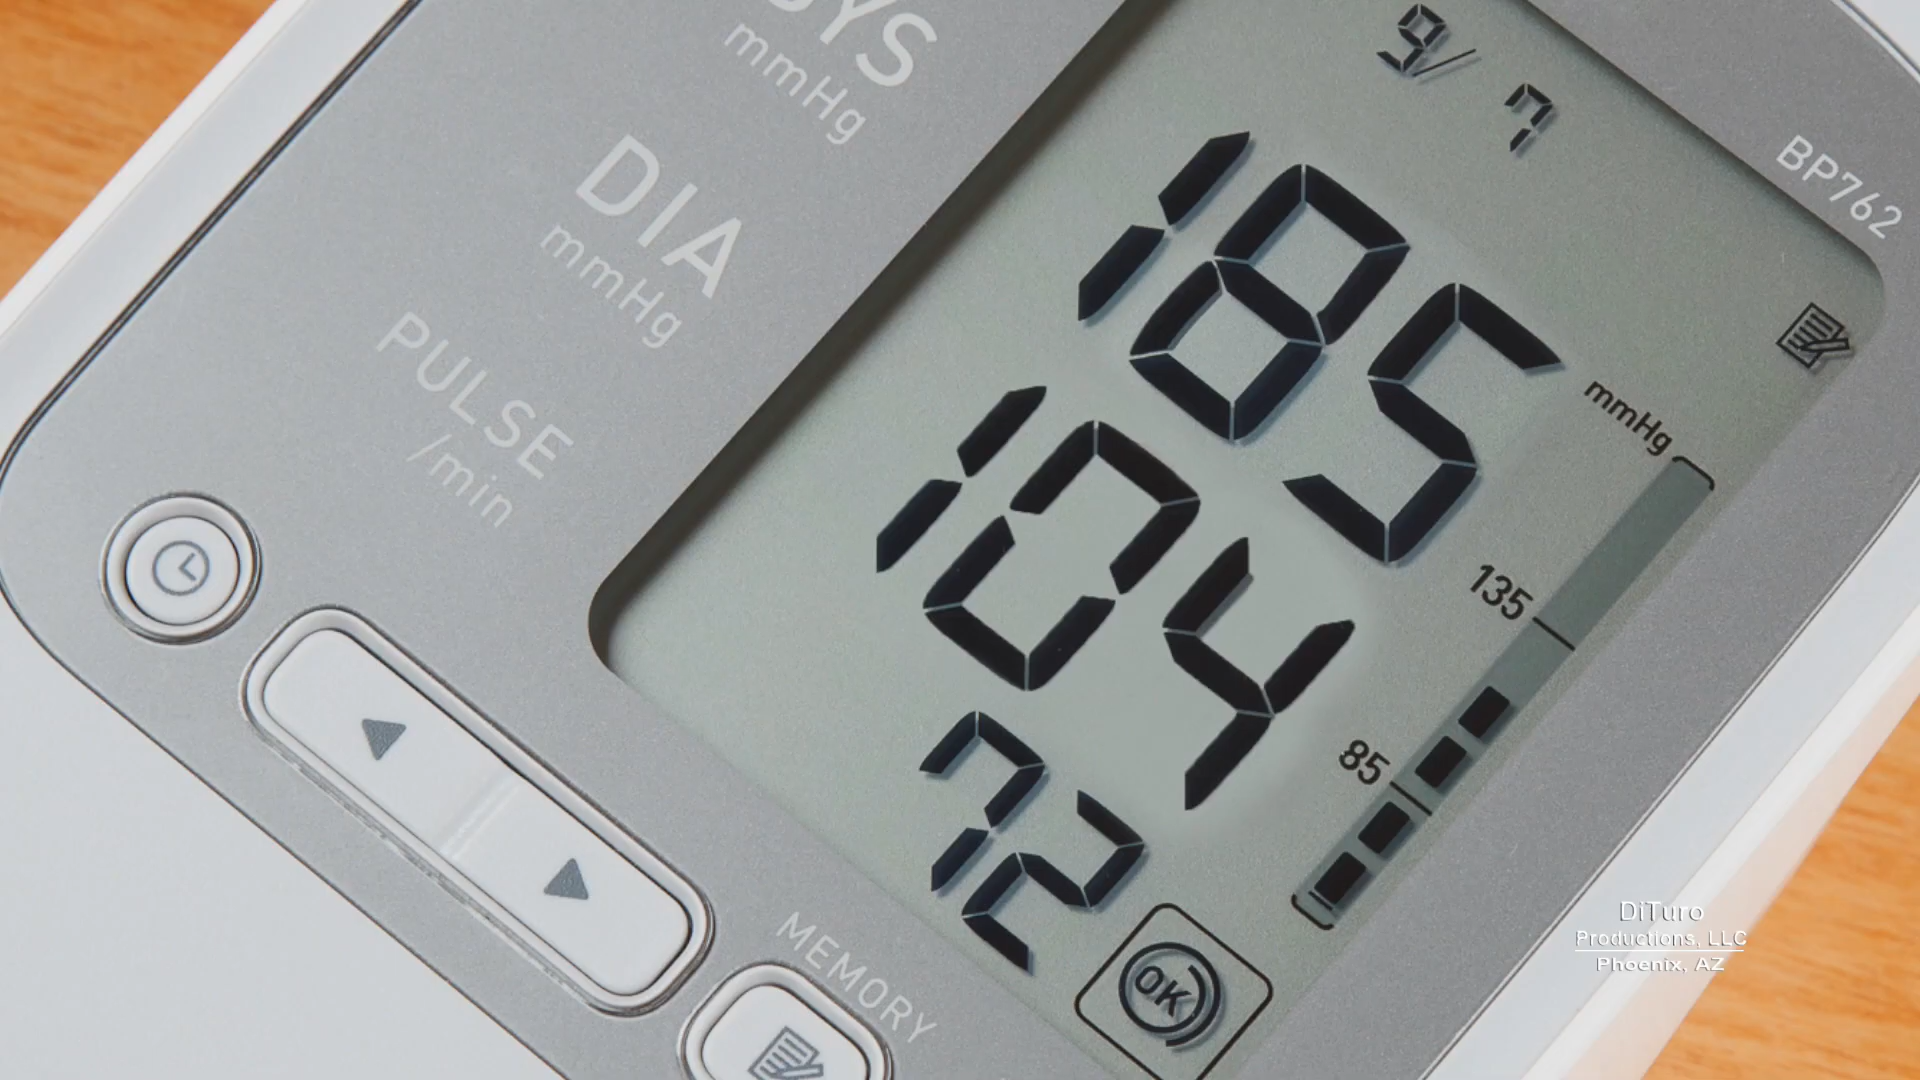 SYS
mmHg
DIA
mmHg
PULSE
/min
MEMORY
9/ 7
185
104
72
OK
mmHg
135
85
BP762
DiTuro
Productions, LLC
Phoenix, AZ